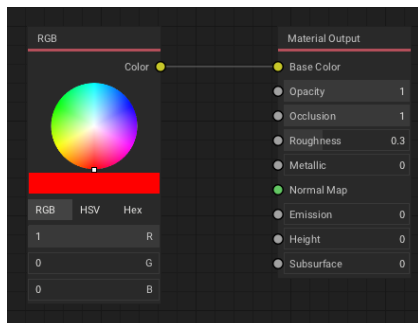 RGB
Color
RGB HSV Hex
1 R
0 G
0 B
Material Output
Base Color
Opacity 1
Occlusion 1
Roughness 0.3
Metallic 0
Normal Map
Emission 0
Height 0
Subsurface 0